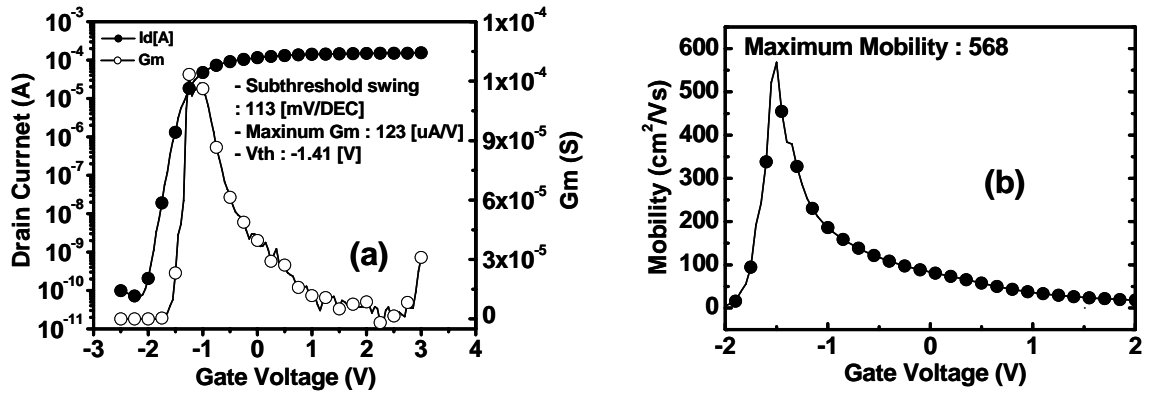 10⁻³
10⁻⁴
10⁻⁵
10⁻⁶
10⁻⁷
10⁻⁸
10⁻⁹
10⁻¹⁰
10⁻¹¹
Drain Currnet (A)
Id[A]
Gm
- Subthreshold swing
: 113 [mV/DEC]
- Maxinum Gm : 123 [uA/V]
- Vth : -1.41 [V]
(a)
1x10⁻⁴
1x10⁻⁴
9x10⁻⁵
6x10⁻⁵
3x10⁻⁵
0
Gm (S)
-3 -2 -1 0 1 2 3 4
Gate Voltage (V)
Maximum Mobility : 568
600
500
400
300
200
100
0
Mobility (cm²/Vs)
(b)
-2 -1 0 1 2
Gate Voltage (V)